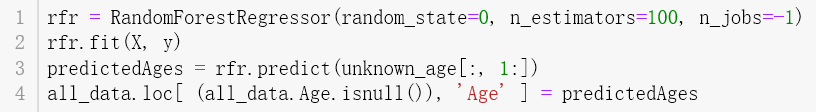 1 rfr = RandomForestRegressor(random_state=0, n_estimators=100, n_jobs=-1)
2 rfr.fit(X, y)
3 predictedAges = rfr.predict(unknown_age[:, 1:])
4 all_data.loc[ (all_data.Age.isnull()), 'Age' ] = predictedAges